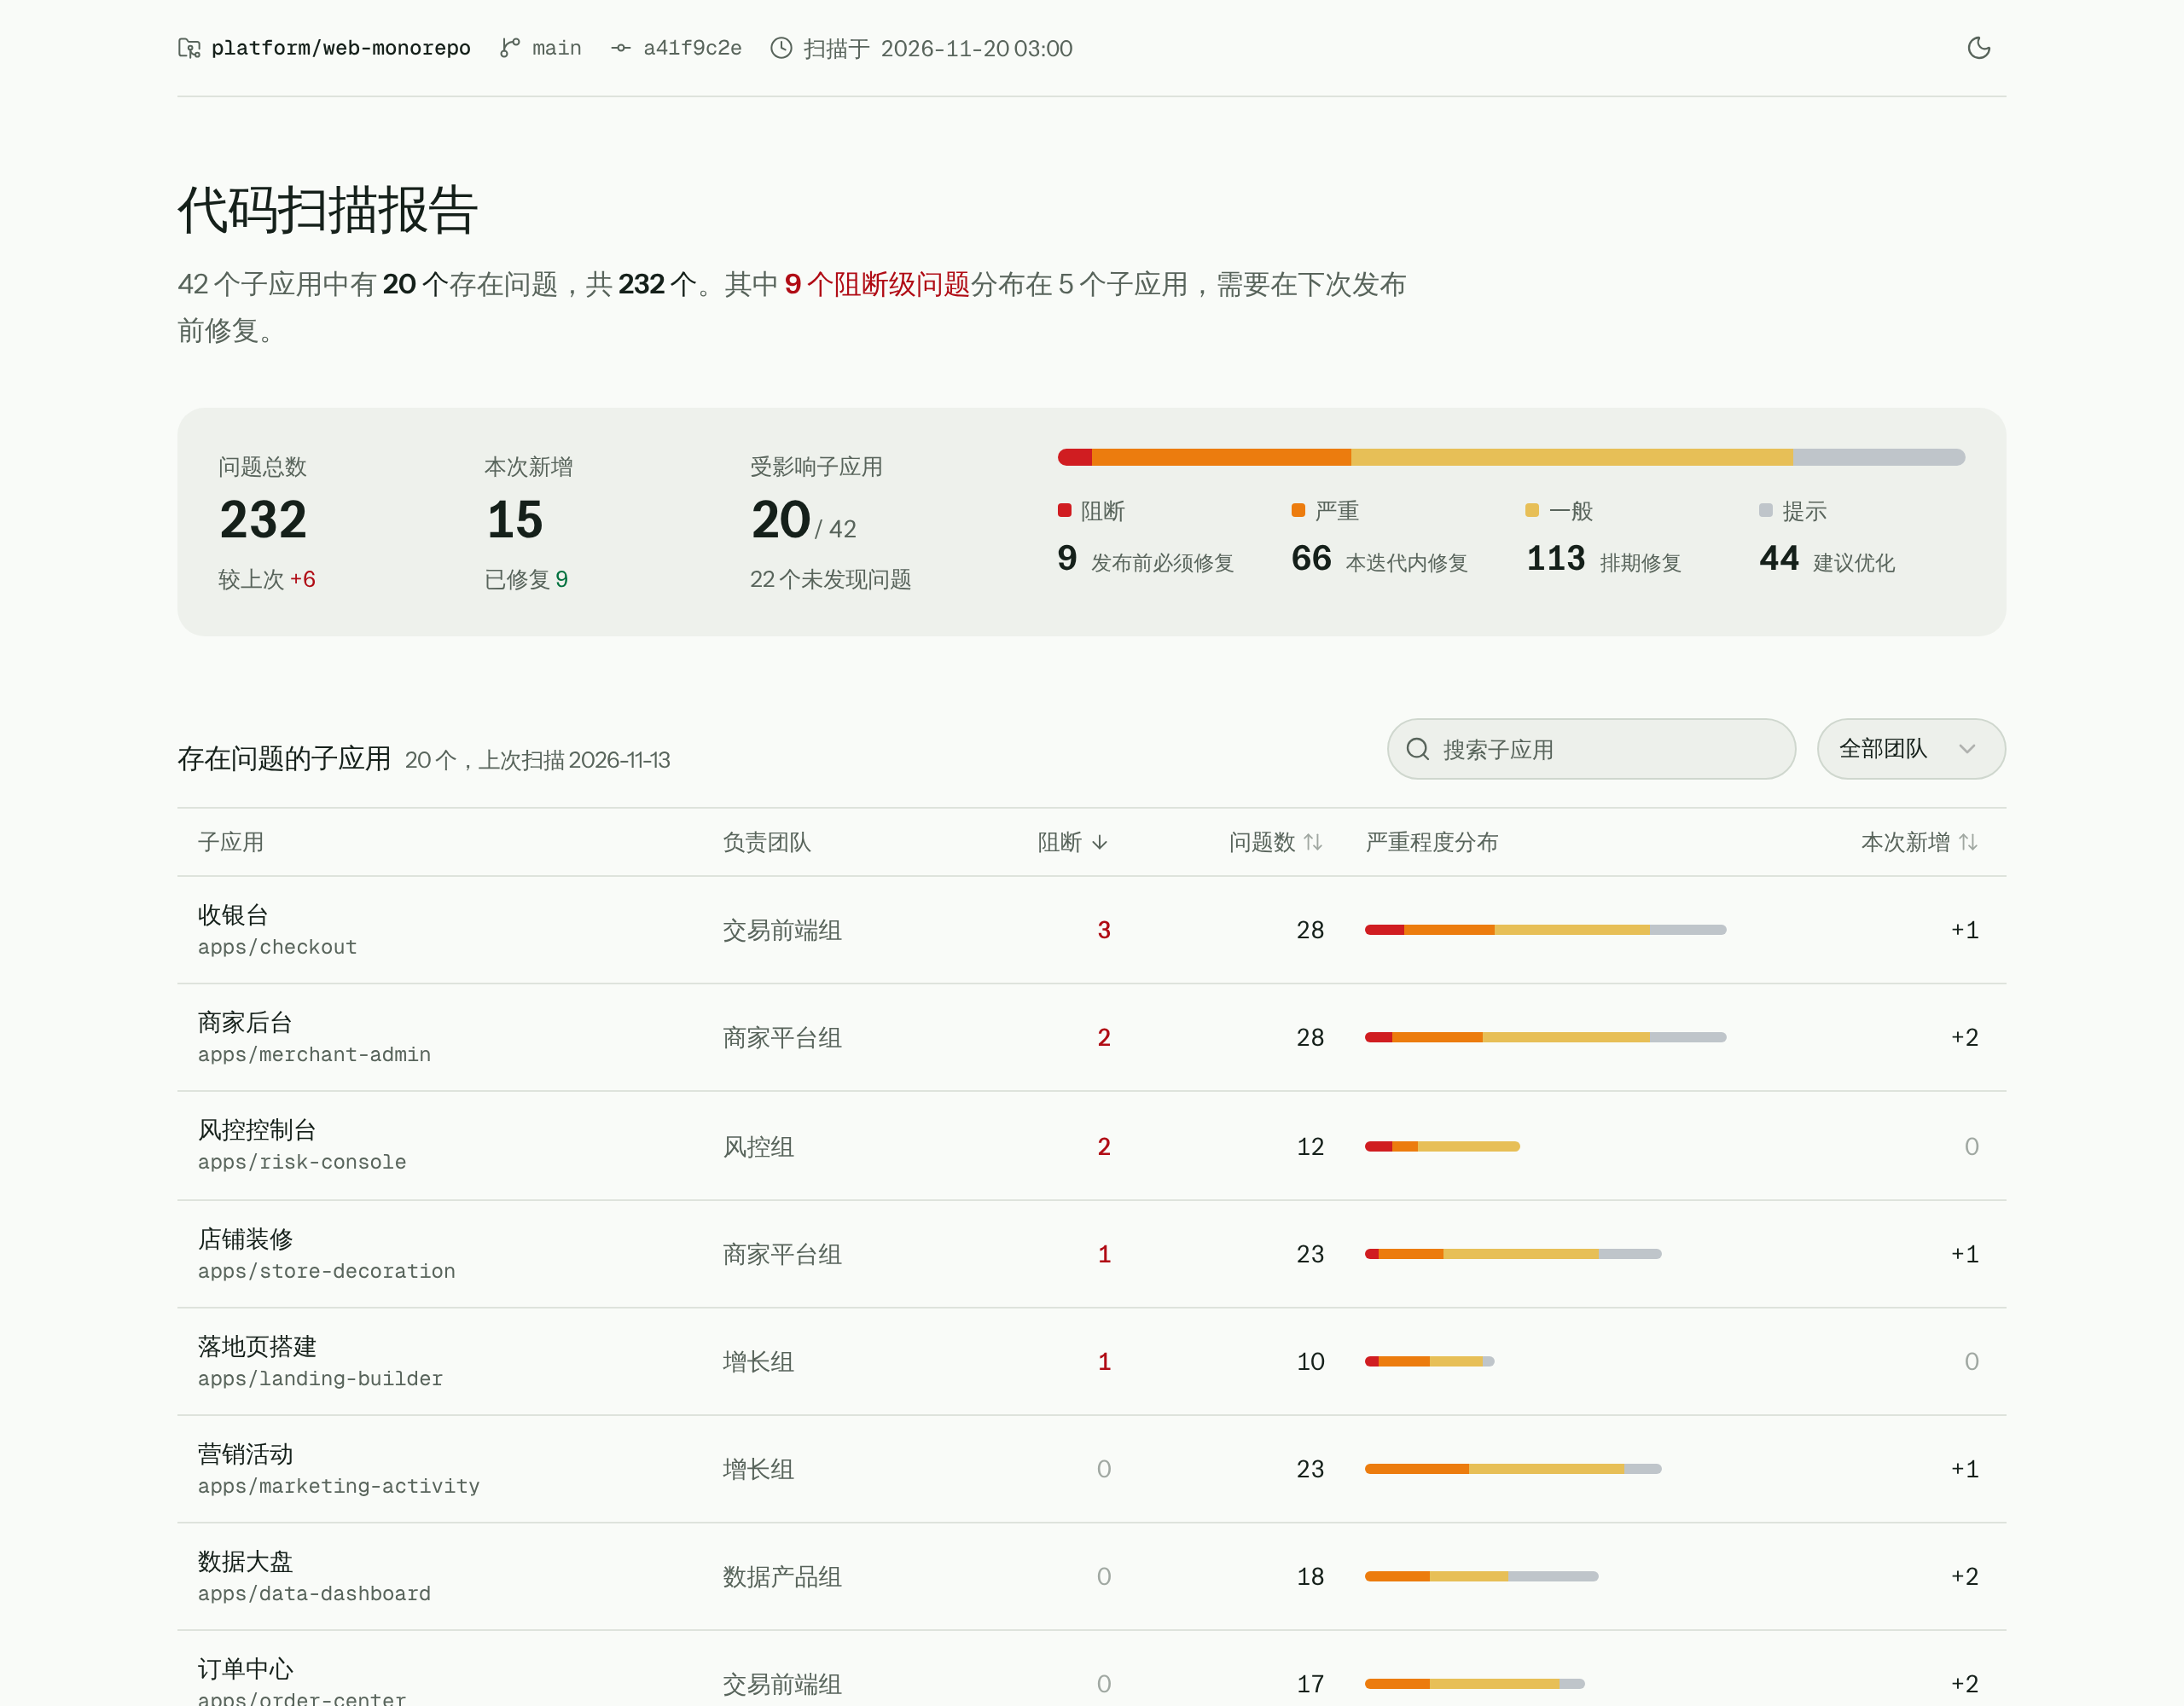 platform/web-monorepo main a41f9c2e 扫描于 2026-11-20 03:00
代码扫描报告
42 个子应用中有 20 个存在问题，共 232 个。其中 9 个阻断级问题分布在 5 个子应用，需要在下次发布
前修复。
问题总数
232
较上次 +6
本次新增
15
已修复 9
受影响子应用
20 / 42
22 个未发现问题
阻断
9 发布前必须修复
严重
66 本迭代内修复
一般
113 排期修复
提示
44 建议优化
存在问题的子应用 20 个，上次扫描 2026-11-13
搜索子应用
全部团队
子应用 负责团队 阻断 问题数 严重程度分布 本次新增
收银台
apps/checkout
交易前端组 3 28 +1
商家后台
apps/merchant-admin
商家平台组 2 28 +2
风控控制台
apps/risk-console
风控组 2 12 0
店铺装修
apps/store-decoration
商家平台组 1 23 +1
落地页搭建
apps/landing-builder
增长组 1 10 0
营销活动
apps/marketing-activity
增长组 0 23 +1
数据大盘
apps/data-dashboard
数据产品组 0 18 +2
订单中心
apps/order-center
交易前端组 0 17 +2